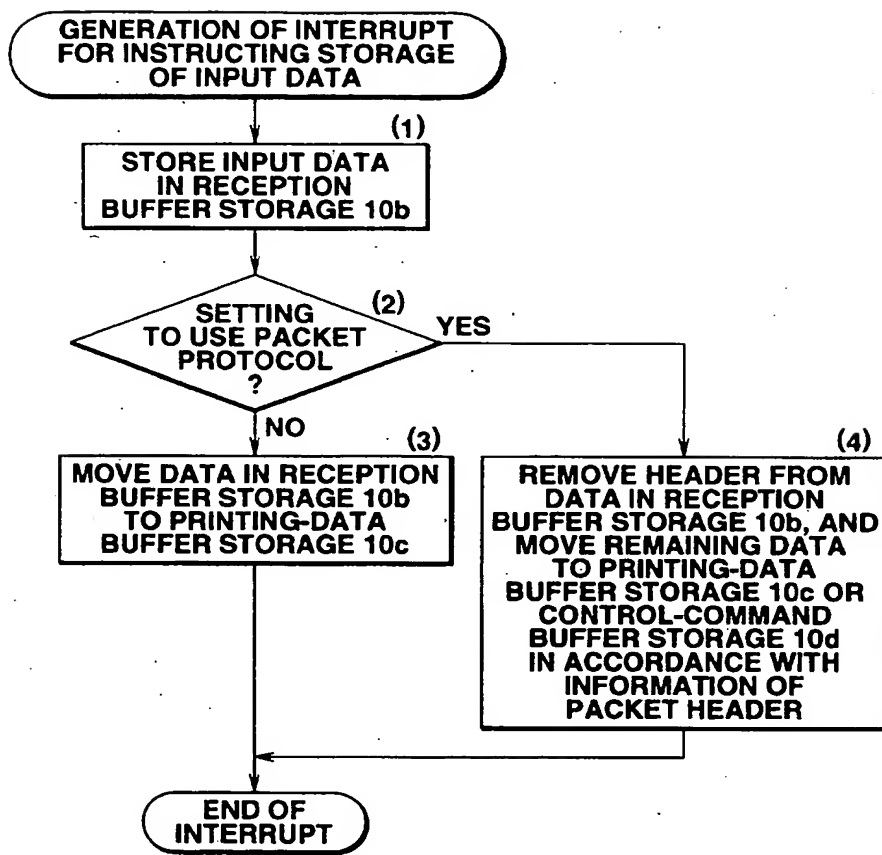 GENERATION OF INTERRUPT
FOR INSTRUCTING STORAGE
OF INPUT DATA
(1)
STORE INPUT DATA
IN RECEPTION
BUFFER STORAGE 10b
(2)
SETTING
TO USE PACKET
PROTOCOL
?
YES
NO
(3)
MOVE DATA IN RECEPTION
BUFFER STORAGE 10b
TO PRINTING-DATA
BUFFER STORAGE 10c
(4)
REMOVE HEADER FROM
DATA IN RECEPTION
BUFFER STORAGE 10b, AND
MOVE REMAINING DATA
TO PRINTING-DATA
BUFFER STORAGE 10c OR
CONTROL-COMMAND
BUFFER STORAGE 10d
IN ACCORDANCE WITH
INFORMATION OF
PACKET HEADER
END OF
INTERRUPT